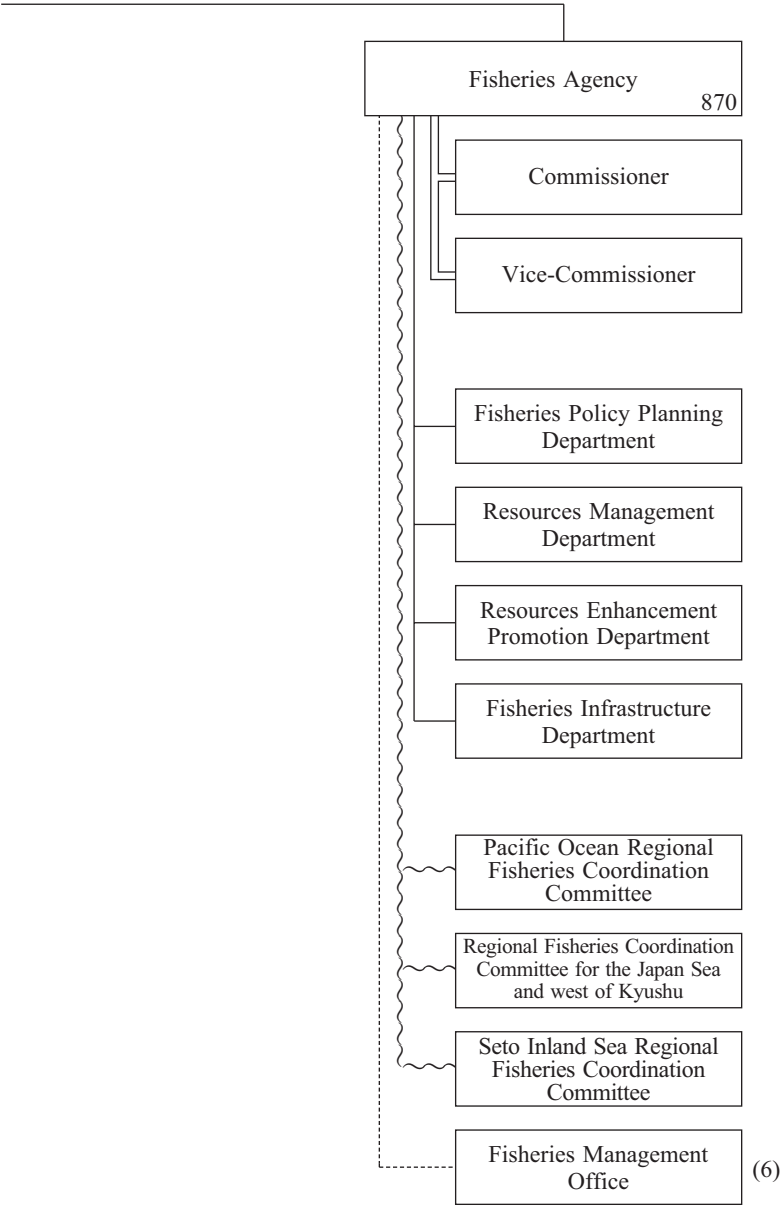 Fisheries Agency
870
Commissioner
Vice-Commissioner
Fisheries Policy Planning
Department
Resources Management
Department
Resources Enhancement
Promotion Department
Fisheries Infrastructure
Department
Pacific Ocean Regional
Fisheries Coordination
Committee
Regional Fisheries Coordination
Committee for the Japan Sea
and west of Kyushu
Seto Inland Sea Regional
Fisheries Coordination
Committee
Fisheries Management
Office
(6)